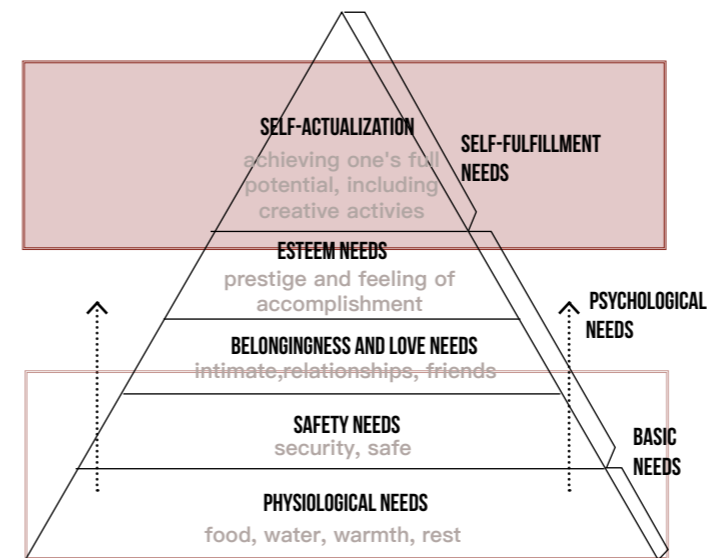 SELF-ACTUALIZATION
achieving one's full
potential, including
creative activies
SELF-FULFILLMENT
NEEDS
ESTEEM NEEDS
prestige and feeling of
accomplishment
PSYCHOLOGICAL
NEEDS
BELONGINGNESS AND LOVE NEEDS
intimate,relationships, friends
SAFETY NEEDS
security, safe
BASIC
NEEDS
PHYSIOLOGICAL NEEDS
food, water, warmth, rest